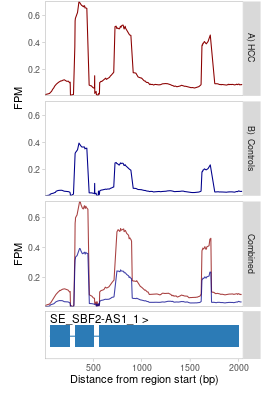 0.6
0.4
0.2
A) HCC
FPM
0.6
0.4
0.2
B) Controls
0.6
0.4
0.2
Combined
FPM
SE_SBF2-AS1_1 >
500 1000 1500 2000
Distance from region start (bp)